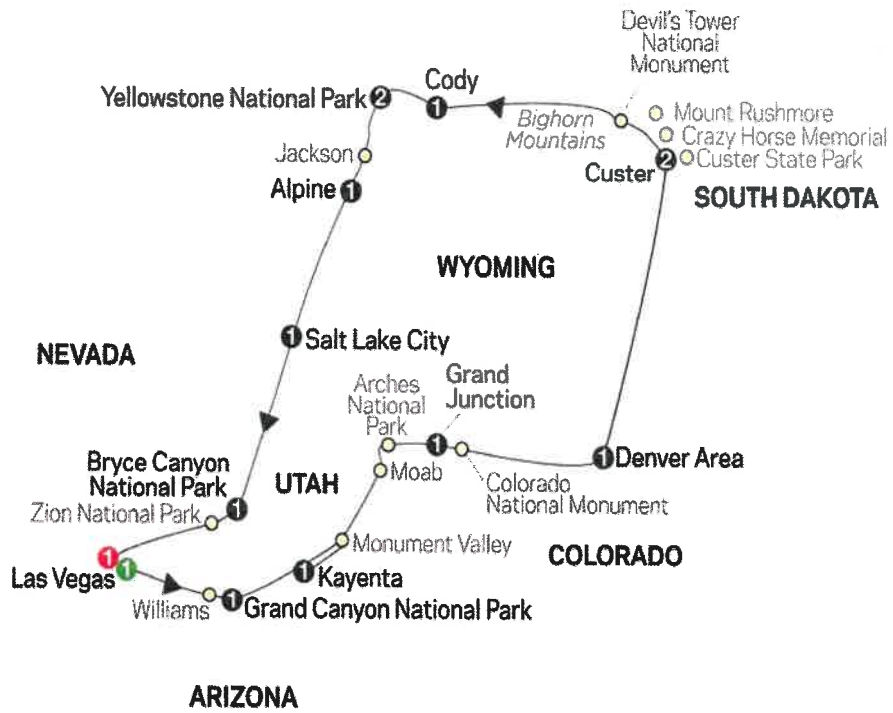 Devil's Tower
National
Monument
Cody
1
Yellowstone National Park
2
Bighorn
Mountains
Mount Rushmore
Crazy Horse Memorial
Custer State Park
Custer
2
SOUTH DAKOTA
Jackson
Alpine
1
WYOMING
1
Salt Lake City
NEVADA
Arches
National
Park
Grand
Junction
1
Moab
Colorado
National Monument
1
Denver Area
Bryce Canyon
National Park
1
UTAH
Zion National Park
Monument Valley
COLORADO
1
Las Vegas
1
1
Kayenta
Williams
1
Grand Canyon National Park
ARIZONA